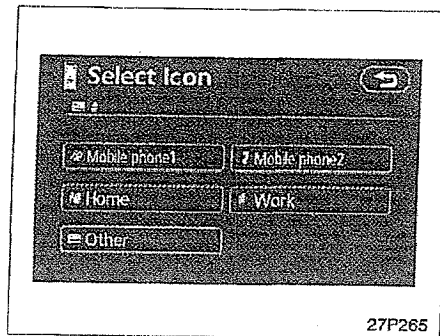 Select Icon
Mobile phone1
Mobile phone2
Home
Work
Other
27P265